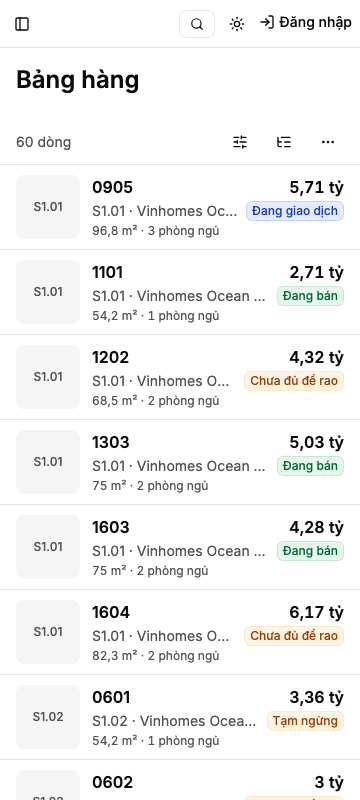 Đăng nhập
Bảng hàng
60 dòng
S1.01
0905
5,71 tỷ
S1.01 · Vinhomes Oc...
Đang giao dịch
96,8 m² · 3 phòng ngủ
S1.01
1101
2,71 tỷ
S1.01 · Vinhomes Ocean ...
Đang bán
54,2 m² · 1 phòng ngủ
S1.01
1202
4,32 tỷ
S1.01 · Vinhomes O...
Chưa đủ để rao
68,5 m² · 2 phòng ngủ
S1.01
1303
5,03 tỷ
S1.01 · Vinhomes Ocean ...
Đang bán
75 m² · 2 phòng ngủ
S1.01
1603
4,28 tỷ
S1.01 · Vinhomes Ocean ...
Đang bán
75 m² · 2 phòng ngủ
S1.01
1604
6,17 tỷ
S1.01 · Vinhomes O...
Chưa đủ để rao
82,3 m² · 2 phòng ngủ
S1.02
0601
3,36 tỷ
S1.02 · Vinhomes Ocea...
Tạm ngừng
54,2 m² · 1 phòng ngủ
0602
3 tỷ